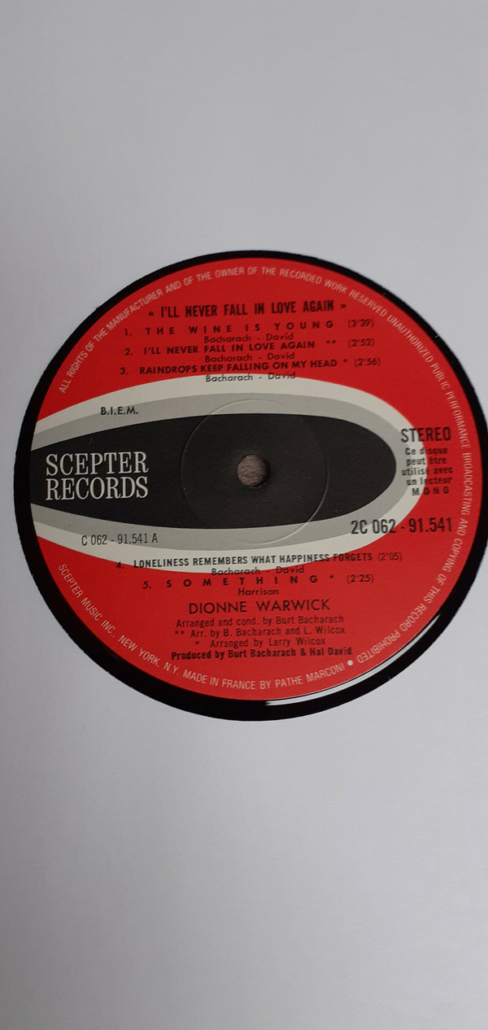 ALL RIGHTS OF THE MANUFACTURER AND OF THE OWNER OF THE RECORDED WORK RESERVED UNAUTHORIZED PUBLIC PERFORMANCE BROADCASTING AND COPYING OF THIS RECORD PROHIBITED
« I'LL NEVER FALL IN LOVE AGAIN »
1. THE WINE IS YOUNG (3'39)
Bacharach - David
2. I'LL NEVER FALL IN LOVE AGAIN ** (2'52)
Bacharach - David
3. RAINDROPS KEEP FALLING ON MY HEAD * (2'56)
Bacharach - David
B.I.E.M.
SCEPTER
RECORDS
STEREO
Ce disque
peut être
utilisé avec
un lecteur
MONO
C 062 - 91.541 A
2C 062 - 91.541
4. LONELINESS REMEMBERS WHAT HAPPINESS FORGETS (2'05)
Bacharach - David
5. SOMETHING * (2'25)
Harrison
DIONNE WARWICK
Arranged and cond. by Burt Bacharach
** Arr. by B. Bacharach and L. Wilcox
* Arranged by Larry Wilcox
Produced by Burt Bacharach & Hal David
SCEPTER MUSIC INC. NEW YORK, N.Y. MADE IN FRANCE BY PATHE MARCONI ●